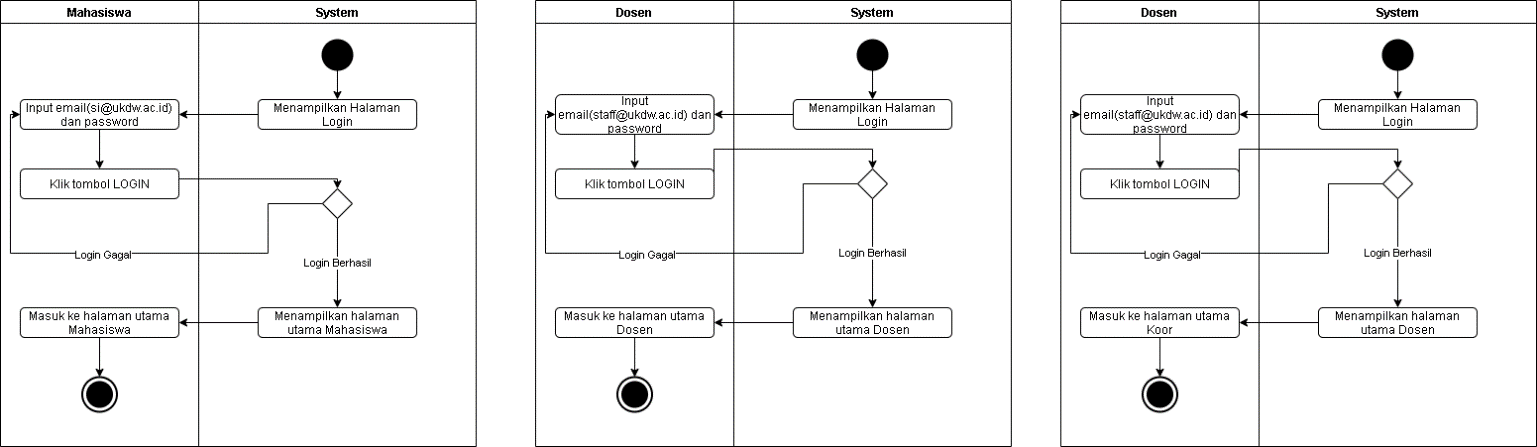 Mahasiswa
System
Menampilkan Halaman
Login
Input email(si@ukdw.ac.id)
dan password
Klik tombol LOGIN
Login Gagal
Login Berhasil
Menampilkan halaman
utama Mahasiswa
Masuk ke halaman utama
Mahasiswa
Dosen
System
Menampilkan Halaman
Login
Input
email(staff@ukdw.ac.id) dan
password
Klik tombol LOGIN
Login Gagal
Login Berhasil
Menampilkan halaman
utama Dosen
Masuk ke halaman utama
Dosen
Dosen
System
Menampilkan Halaman
Login
Input
email(staff@ukdw.ac.id) dan
password
Klik tombol LOGIN
Login Gagal
Login Berhasil
Menampilkan halaman
utama Dosen
Masuk ke halaman utama
Koor